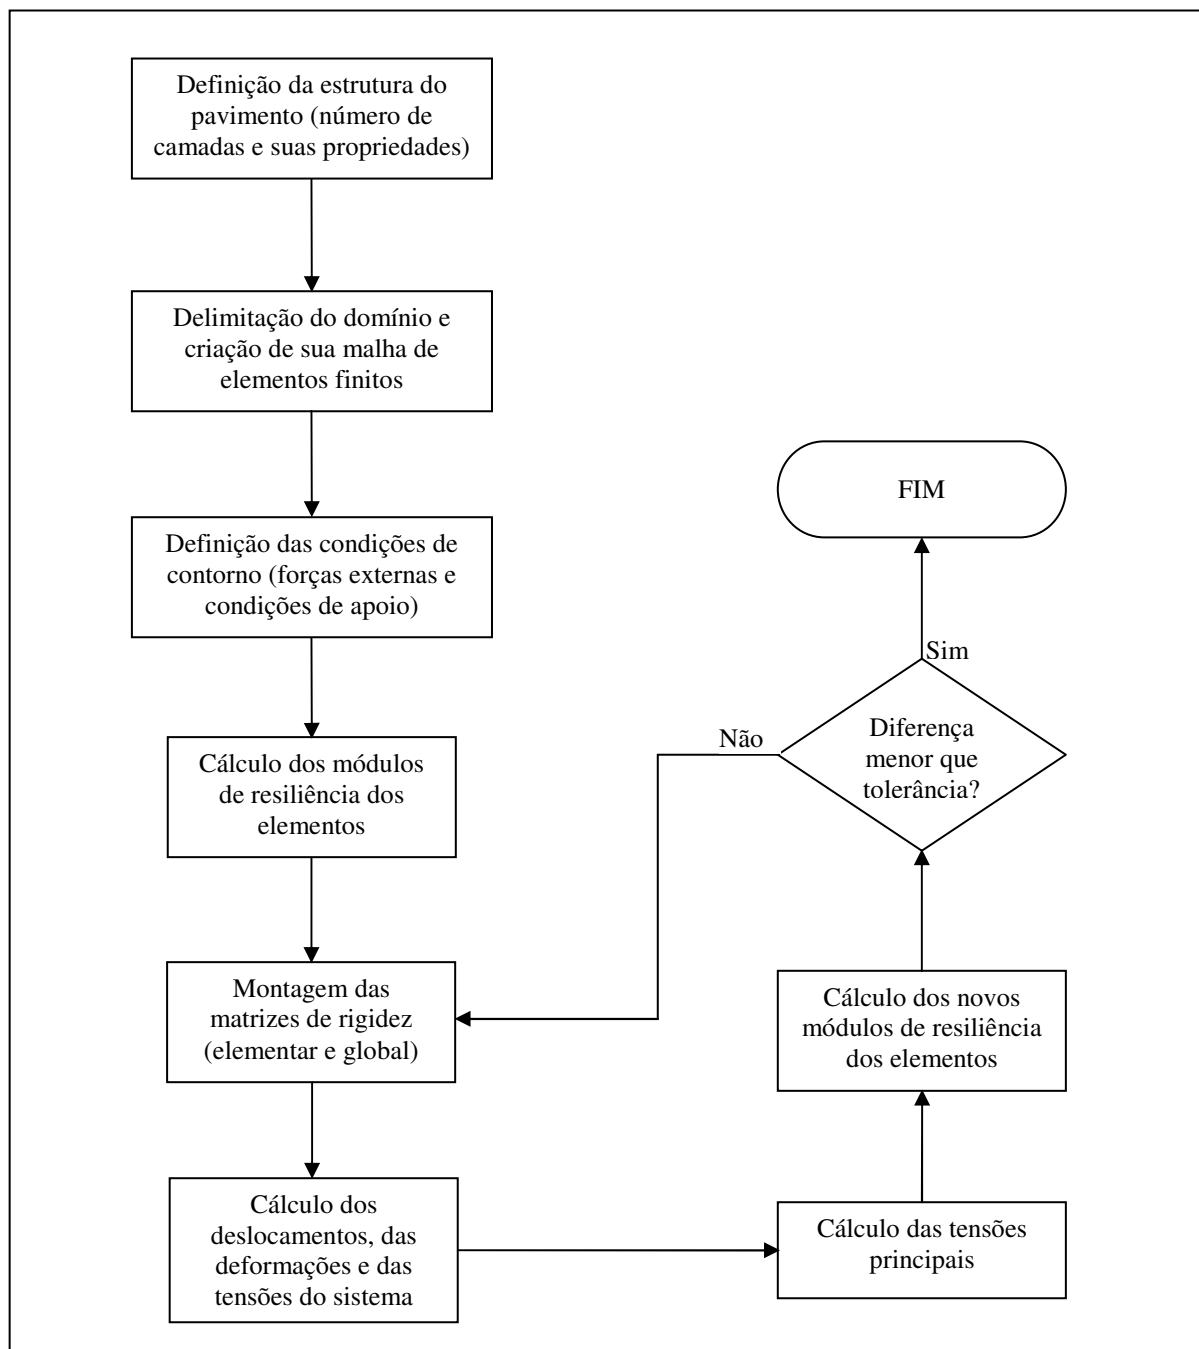 Definição da estrutura do
pavimento (número de
camadas e suas propriedades)
Delimitação do domínio e
criação de sua malha de
elementos finitos
Definição das condições de
contorno (forças externas e
condições de apoio)
Cálculo dos módulos
de resiliência dos
elementos
Montagem das
matrizes de rigidez
(elementar e global)
Cálculo dos
deslocamentos, das
deformações e das
tensões do sistema
Cálculo das tensões
principais
Cálculo dos novos
módulos de resiliência
dos elementos
Diferença
menor que
tolerância?
Não
Sim
FIM